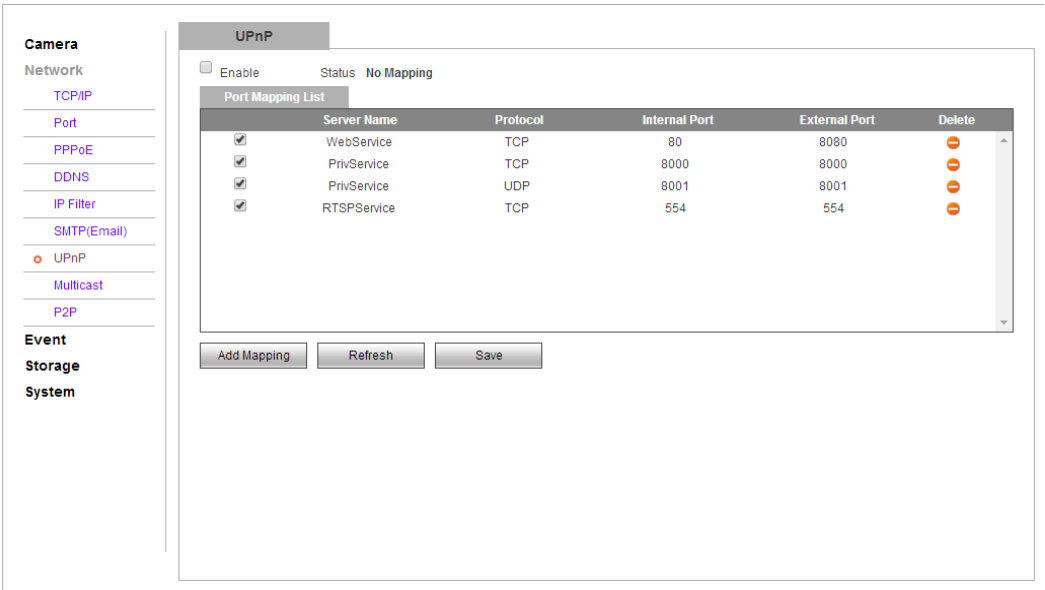 UPnP
Camera
Network
TCP/IP
Port
PPPoE
DDNS
IP Filter
SMTP(Email)
UPnP
Multicast
P2P
Event
Storage
System
Enable Status No Mapping
Port Mapping List
Server Name Protocol Internal Port External Port Delete
WebService TCP 80 8080
PrivService TCP 8000 8000
PrivService UDP 8001 8001
RTSPService TCP 554 554
Add Mapping Refresh Save